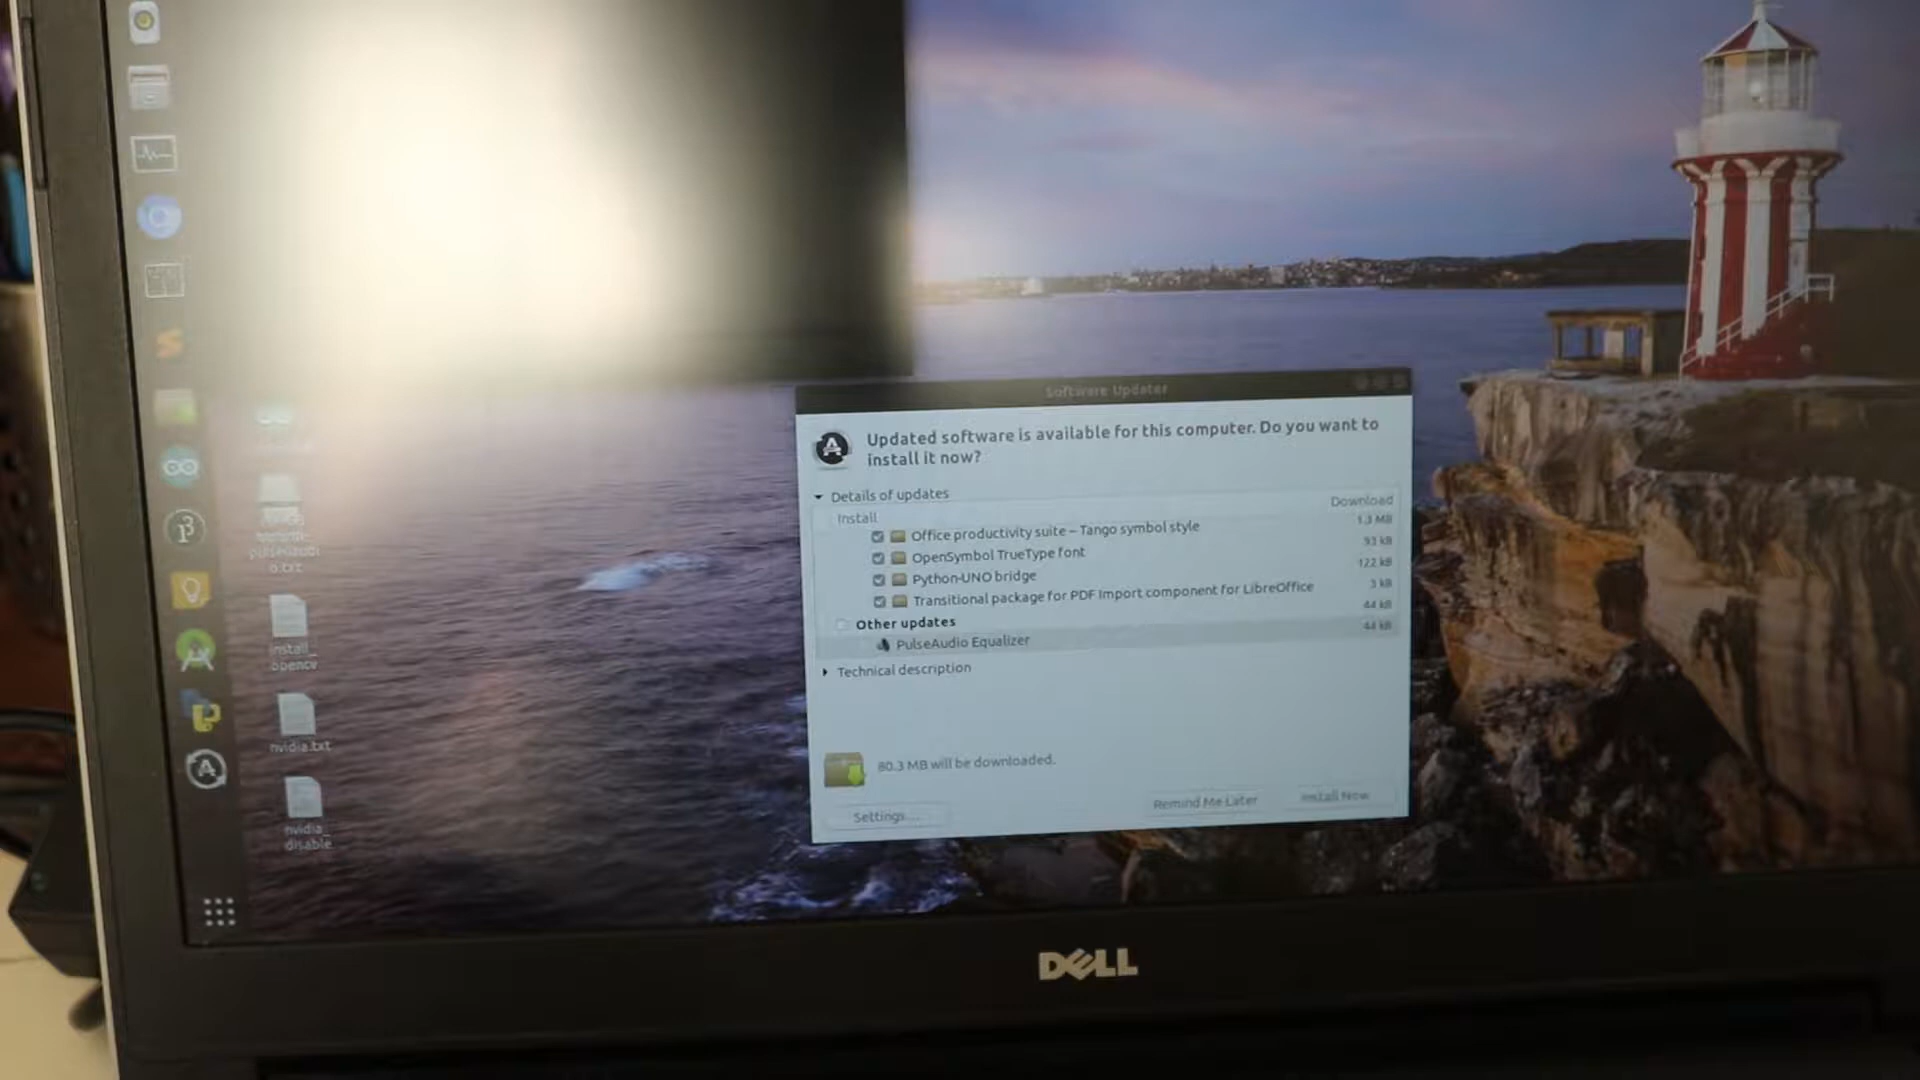 Software Updater
Updated software is available for this computer. Do you want to
install it now?
Details of updates
Download
Install
1.3 MB
Office productivity suite – Tango symbol style
93 kB
OpenSymbol TrueType font
122 kB
Python-UNO bridge
3 kB
Transitional package for PDF Import component for LibreOffice
44 kB
Other updates
44 kB
PulseAudio Equalizer
Technical description
80.3 MB will be downloaded.
Settings...
Remind Me Later
Install Now
o.txt
install_
opencv
nvidia.txt
nvidia_
disable
DELL